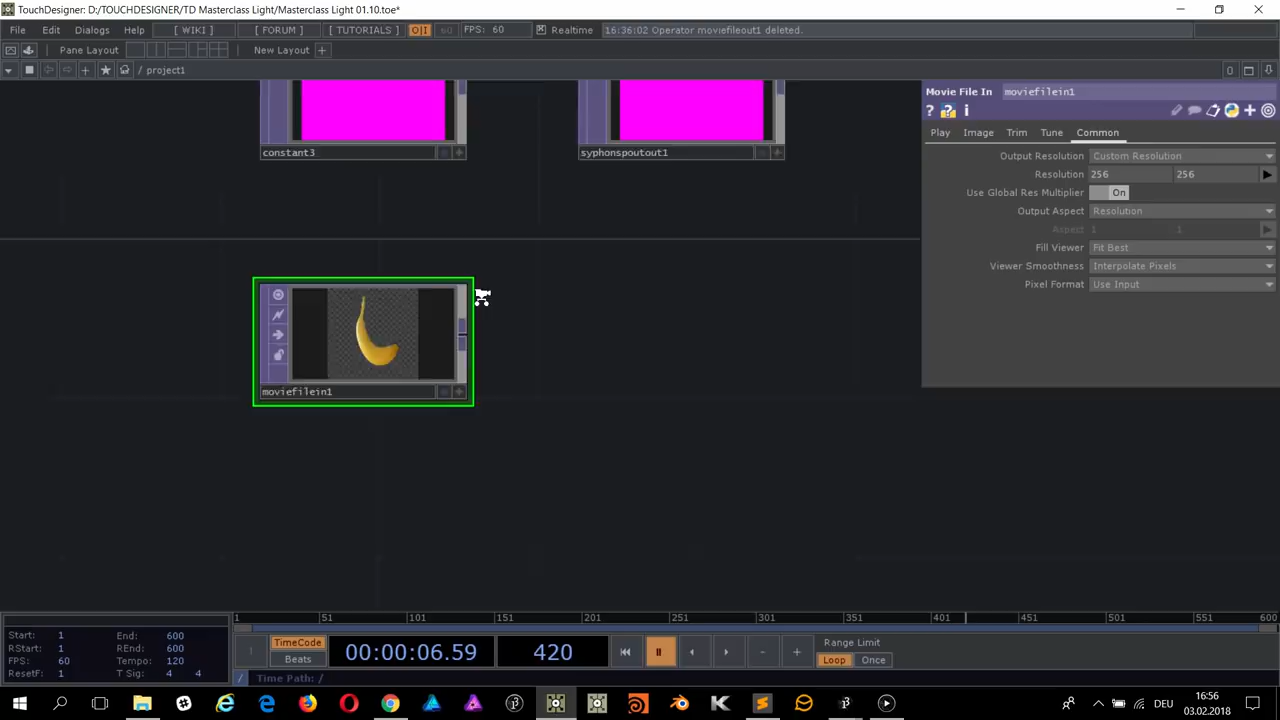 TouchDesigner: D:/TOUCHDESIGNER/TD Masterclass Light/Masterclass Light 01.10.toe*
File Edit Dialogs Help [ WIKI ] [ FORUM ] [ TUTORIALS ] O|I 60 FPS: 60 Realtime 16:36:02 Operator moviefileout1 deleted.
Pane Layout New Layout +
/ project1 0
constant3 syphonspoutout1
Movie File In moviefilein1
? ? i
Play Image Trim Tune Common
Output Resolution Custom Resolution
Resolution 256 256
Use Global Res Multiplier On
Output Aspect Resolution
Aspect 1 1
Fill Viewer Fit Best
Viewer Smoothness Interpolate Pixels
Pixel Format Use Input
moviefilein1
1 51 101 151 201 251 301 351 401 451 501 551 600
Start: 1 End: 600
RStart: 1 REnd: 600
FPS: 60 Tempo: 120
ResetF: 1 T Sig: 4 4
TimeCode
Beats
00:00:06.59 420
- +
Range Limit
Loop Once
/ Time Path: /
DEU
16:56
03.02.2018